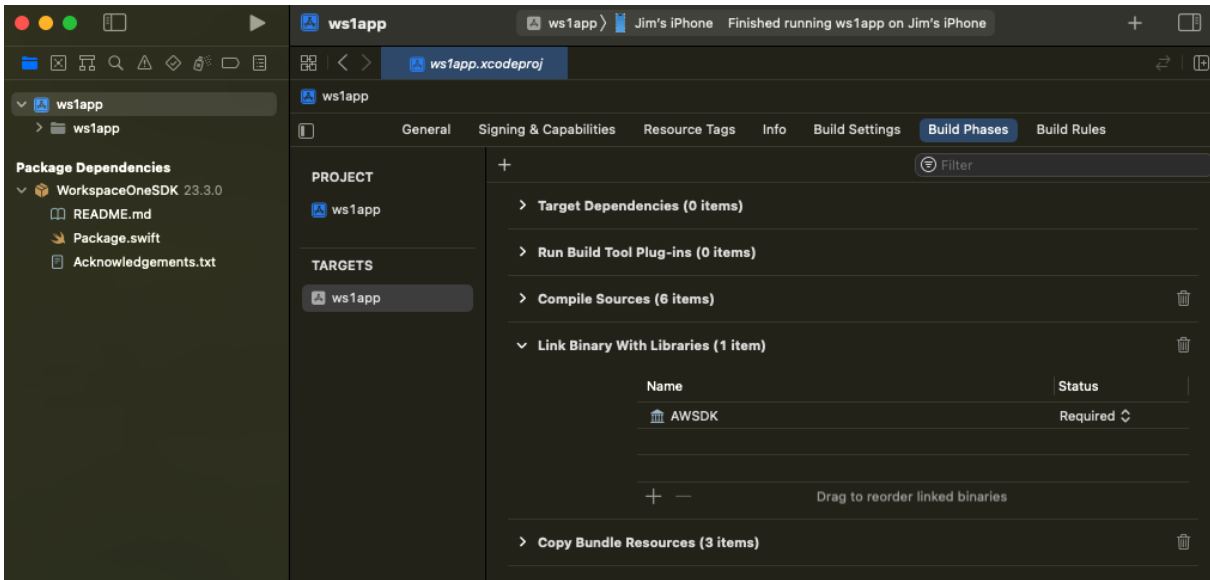 ws1app
ws1app 〉 Jim's iPhone Finished running ws1app on Jim's iPhone
ws1app.xcodeproj
ws1app
ws1app
Package Dependencies
WorkspaceOneSDK 23.3.0
README.md
Package.swift
Acknowledgements.txt
ws1app
General Signing & Capabilities Resource Tags Info Build Settings Build Phases Build Rules
PROJECT
ws1app
TARGETS
ws1app
Filter
Target Dependencies (0 items)
Run Build Tool Plug-ins (0 items)
Compile Sources (6 items)
Link Binary With Libraries (1 item)
Name Status
AWSDK Required
Drag to reorder linked binaries
Copy Bundle Resources (3 items)